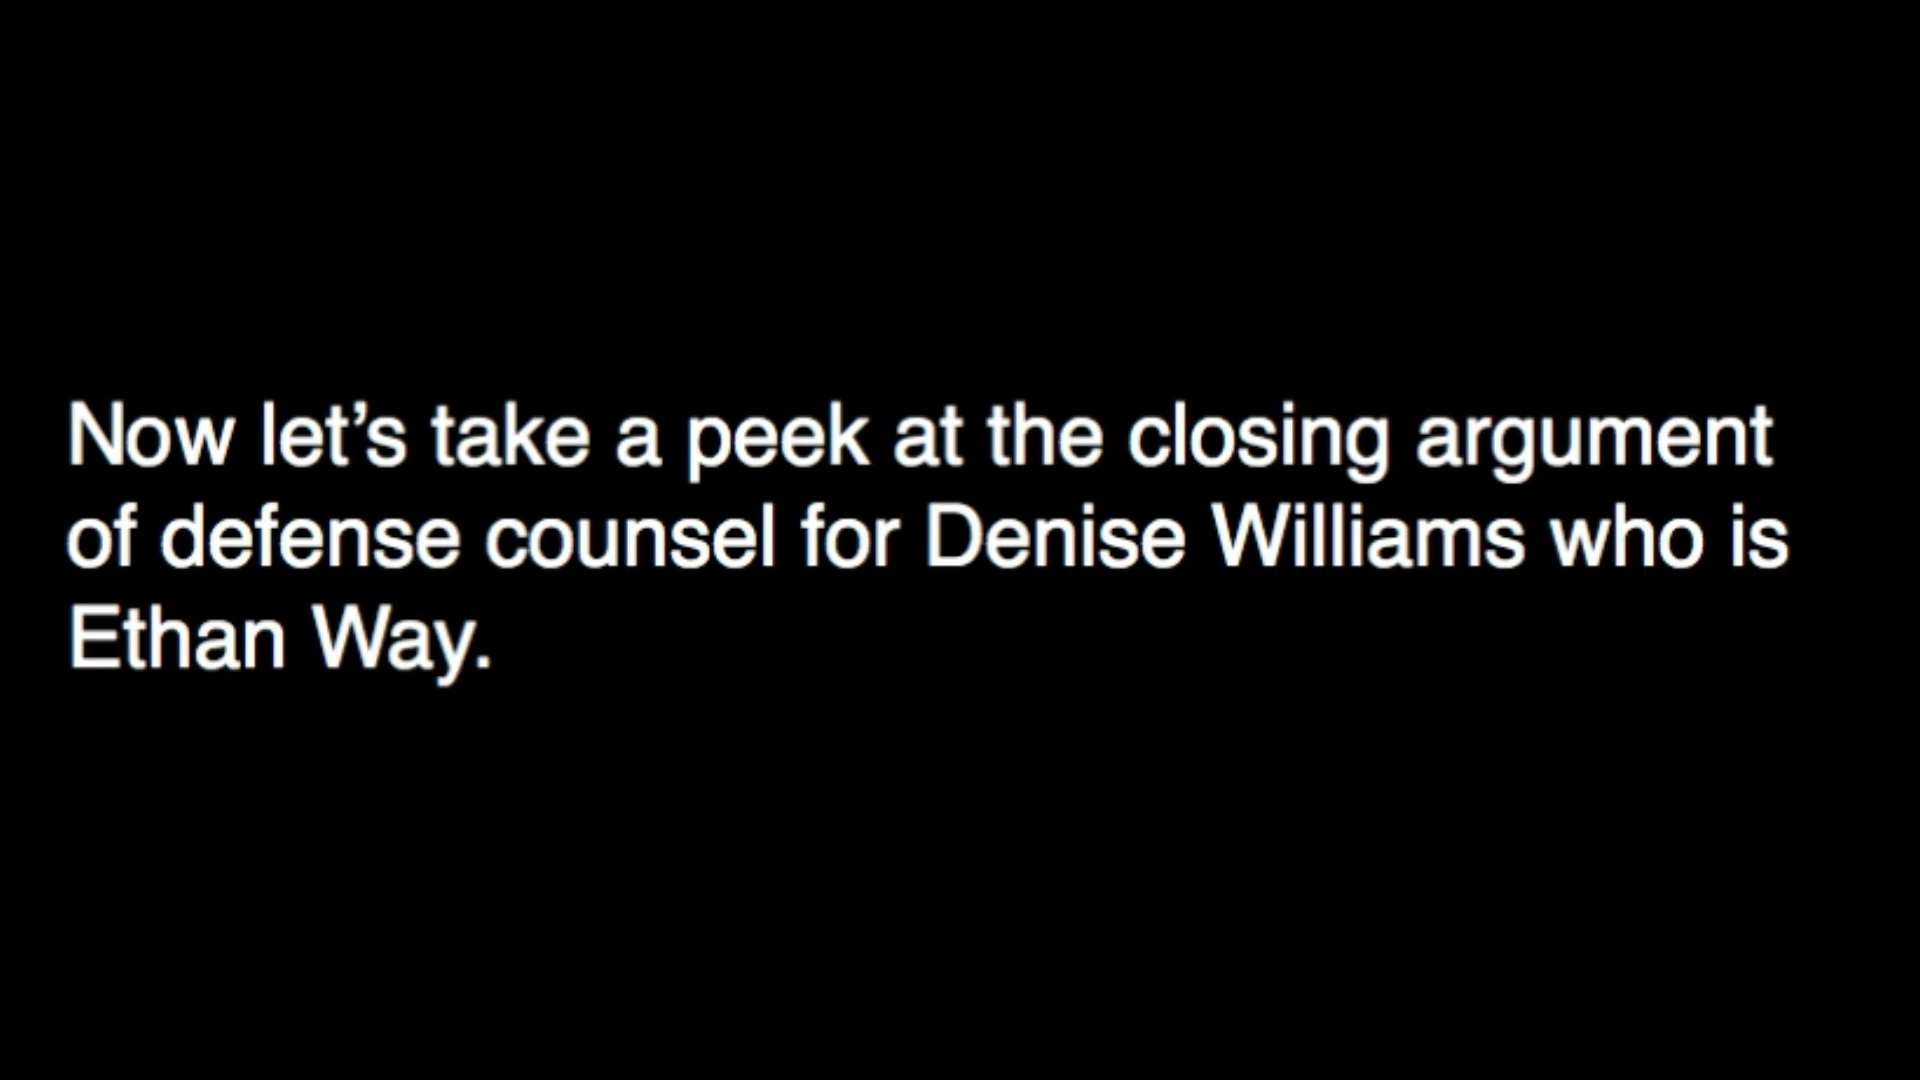 Now let’s take a peek at the closing argument
of defense counsel for Denise Williams who is
Ethan Way.